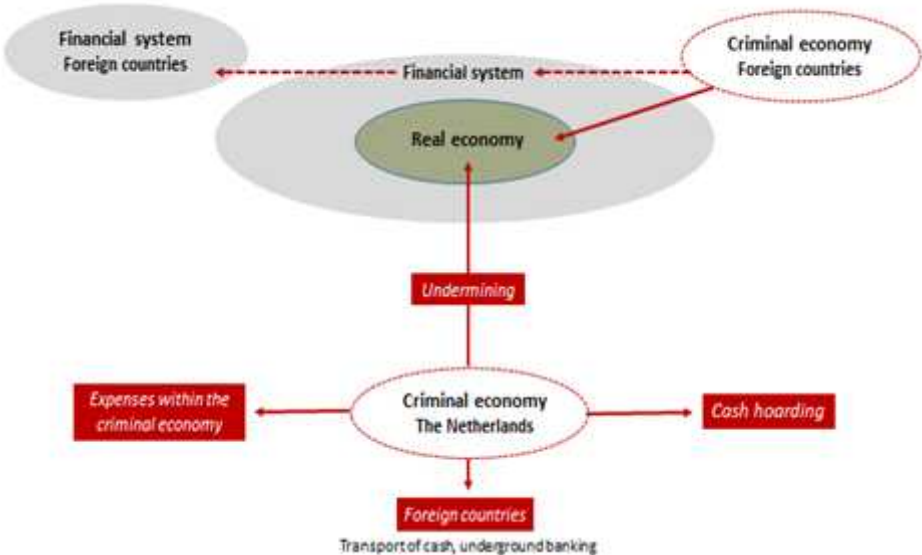 Financial system
Foreign countries
Criminal economy
Foreign countries
Financial system
Real economy
Undermining
Expenses within the
criminal economy
Criminal economy
The Netherlands
Cash hoarding
Foreign countries
Transport of cash, underground banking